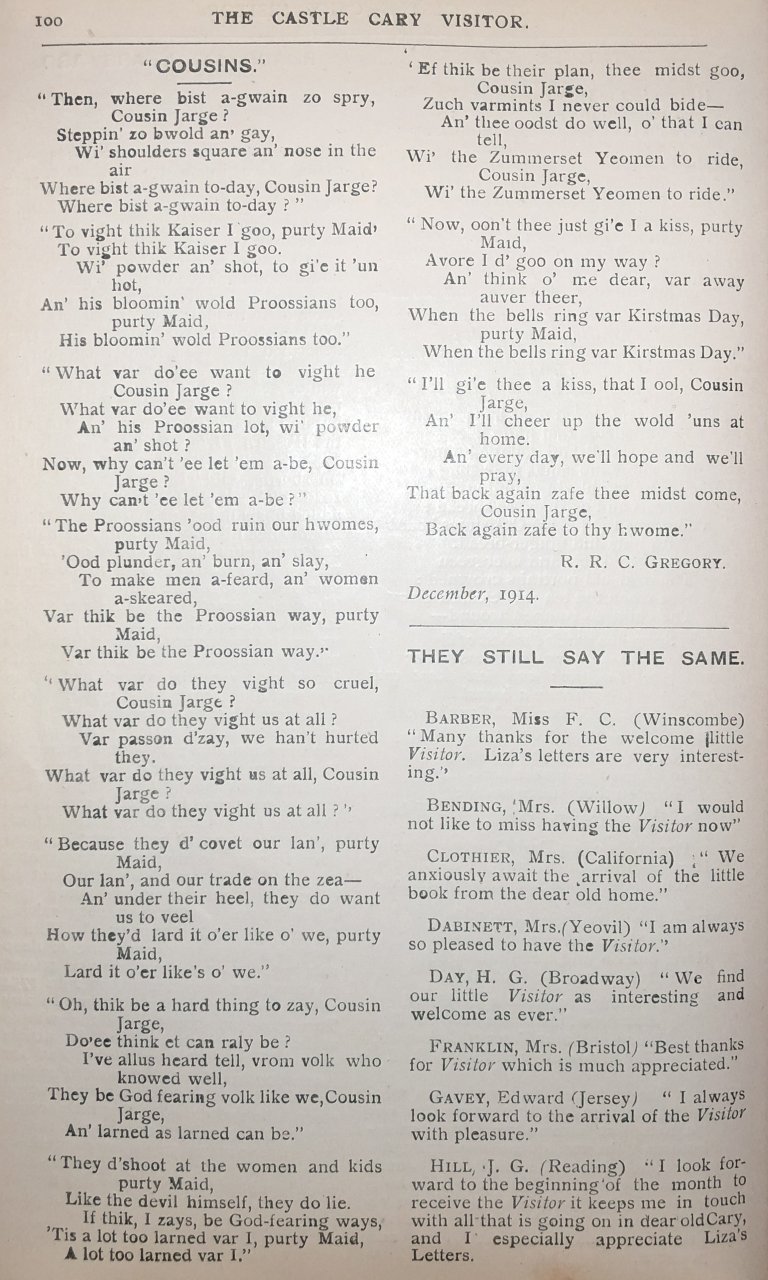 100
THE CASTLE CARY VISITOR.
"COUSINS."
"Then, where bist a-gwain zo spry,
Cousin Jarge ?
Steppin' zo bwold an' gay,
Wi' shoulders square an' nose in the
air
Where bist a-gwain to-day, Cousin Jarge?
Where bist a-gwain to-day ? "
"To vight thik Kaiser I goo, purty Maid'
To vight thik Kaiser I goo.
Wi' powder an' shot, to gi'e it 'un
hot,
An' his bloomin' wold Proossians too,
purty Maid,
His bloomin' wold Proossians too."
"What var do'ee want to vight he
Cousin Jarge ?
What var do'ee want to vight he,
An' his Proossian lot, wi' powder
an' shot ?
Now, why can't 'ee let 'em a-be, Cousin
Jarge ?
Why can't 'ee let 'em a-be ? "
"The Proossians 'ood ruin our hwomes,
purty Maid,
'Ood plunder, an' burn, an' slay,
To make men a-feard, an' women
a-skeared,
Var thik be the Proossian way, purty
Maid,
Var thik be the Proossian way."
"What var do they vight so cruel,
Cousin Jarge ?
What var do they vight us at all ?
Var passon d'zay, we han't hurted
they.
What var do they vight us at all, Cousin
Jarge ?
What var do they vight us at all ? "
"Because they d' covet our lan', purty
Maid,
Our lan', and our trade on the zea—
An' under their heel, they do want
us to veel
How they'd lard it o'er like o' we, purty
Maid,
Lard it o'er like's o' we."
"Oh, thik be a hard thing to zay, Cousin
Jarge,
Do'ee think et can raly be ?
I've allus heard tell, vrom volk who
knowed well,
They be God fearing volk like we,Cousin
Jarge,
An' larned as larned can be."
"They d'shoot at the women and kids
purty Maid,
Like the devil himself, they do lie.
If thik, I zays, be God-fearing ways,
'Tis a lot too larned var I, purty Maid,
A lot too larned var I."
'Ef thik be their plan, thee midst goo,
Cousin Jarge,
Zuch varmints I never could bide—
An' thee oodst do well, o' that I can
tell,
Wi' the Zummerset Yeomen to ride,
Cousin Jarge,
Wi' the Zummerset Yeomen to ride."
"Now, oon't thee just gi'e I a kiss, purty
Maid,
Avore I d' goo on my way ?
An' think o' me dear, var away
auver theer,
When the bells ring var Kirstmas Day,
purty Maid,
When the bells ring var Kirstmas Day."
"I'll gi'e thee a kiss, that I ool, Cousin
Jarge,
An' I'll cheer up the wold 'uns at
home.
An' every day, we'll hope and we'll
pray,
That back again zafe thee midst come,
Cousin Jarge,
Back again zafe to thy hwome."
R. R. C. GREGORY.
December, 1914.
THEY STILL SAY THE SAME.
BARBER, Miss F. C. (Winscombe)
"Many thanks for the welcome little
Visitor. Liza's letters are very interest-
ing."
BENDING, Mrs. (Willow) "I would
not like to miss having the Visitor now"
CLOTHIER, Mrs. (California) "We
anxiously await the arrival of the little
book from the dear old home."
DABINETT, Mrs.(Yeovil) "I am always
so pleased to have the Visitor."
DAY, H. G. (Broadway) "We find
our little Visitor as interesting and
welcome as ever."
FRANKLIN, Mrs. (Bristol) "Best thanks
for Visitor which is much appreciated."
GAVEY, Edward (Jersey) "I always
look forward to the arrival of the Visitor
with pleasure."
HILL, J. G. (Reading) "I look for-
ward to the beginning of the month to
receive the Visitor it keeps me in touch
with all that is going on in dear old Cary,
and I especially appreciate Liza's
Letters.